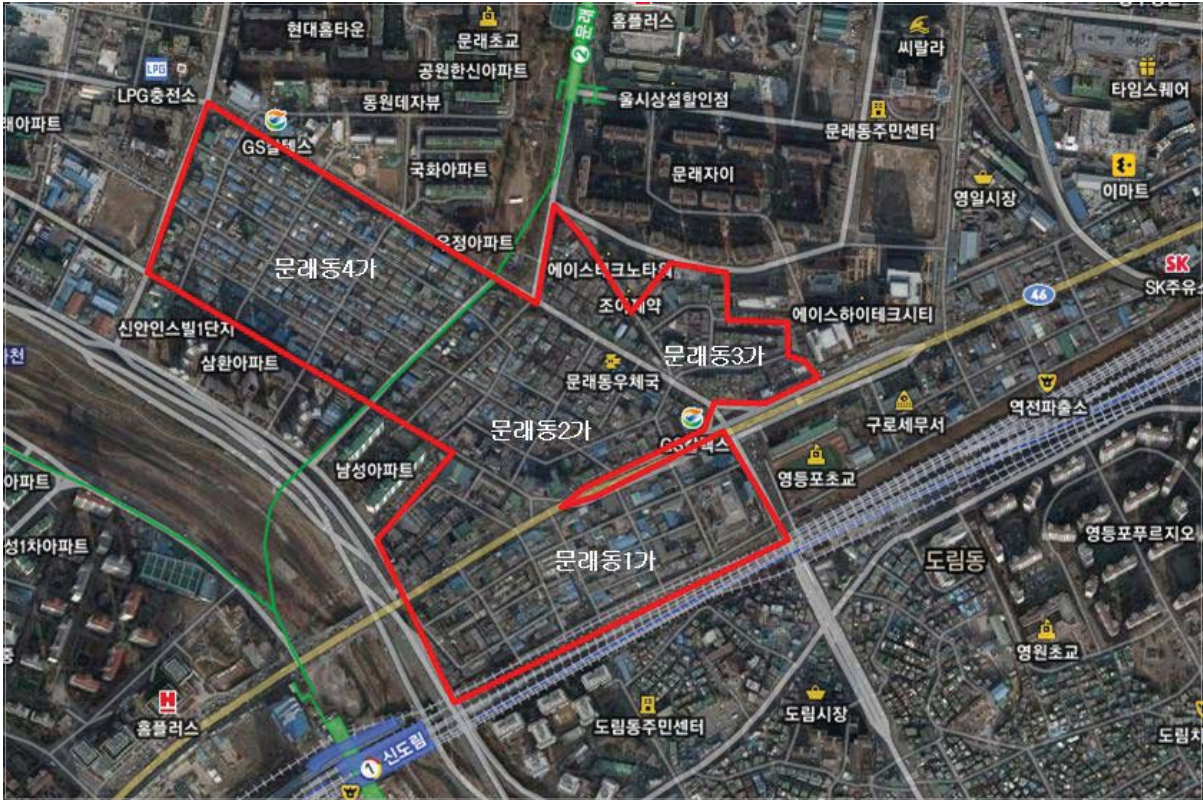 현대홈타운
문래초교
② 문래
홈플러스
씨랄라
LPG
LPG충전소
공원한신아파트
타임스퀘어
동원데자뷰
울시상설할인점
문래동주민센터
래아파트
GS칼텍스
국화아파트
문래자이
이마트
영일시장
유정아파트
문래동4가
에이스테크노타워
SK
SK주유소
46
조아제약
에이스하이테크시티
신안인스빌1단지
삼환아파트
천
문래동3가
문래동우체국
역전파출소
구로세무서
문래동2가
GS칼텍스
남성아파트
영등포초교
아파트
성1차아파트
문래동1가
영등포푸르지오
도림동
영원초교
홈플러스
도림동주민센터
도림시장
도림치
1 신도림